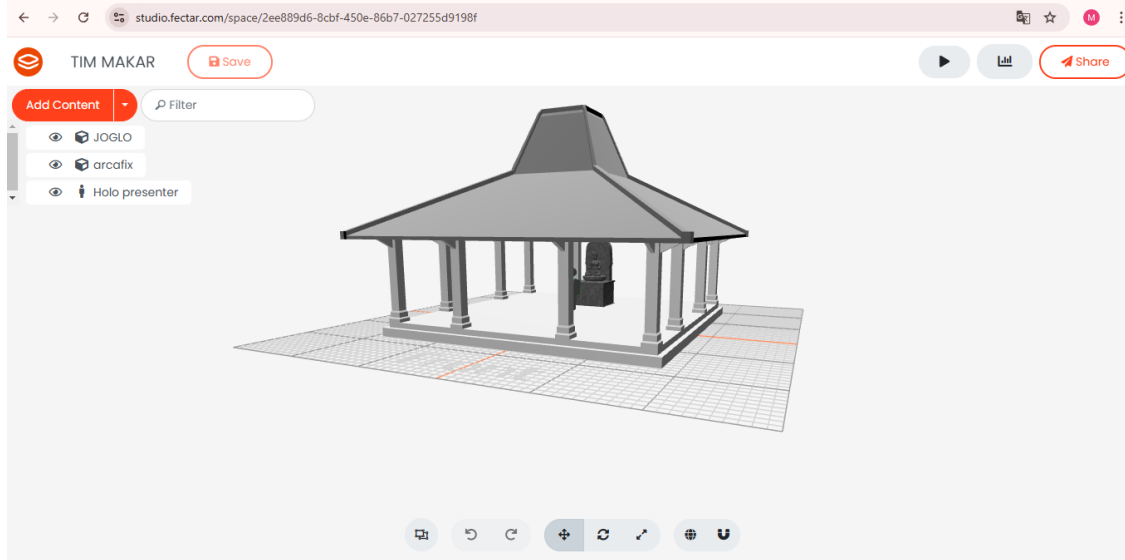 studio.fectar.com/space/2ee889d6-8cbf-450e-86b7-027255d9198f
M
TIM MAKAR
Save
Share
Add Content
Filter
JOGLO
arcafix
Holo presenter